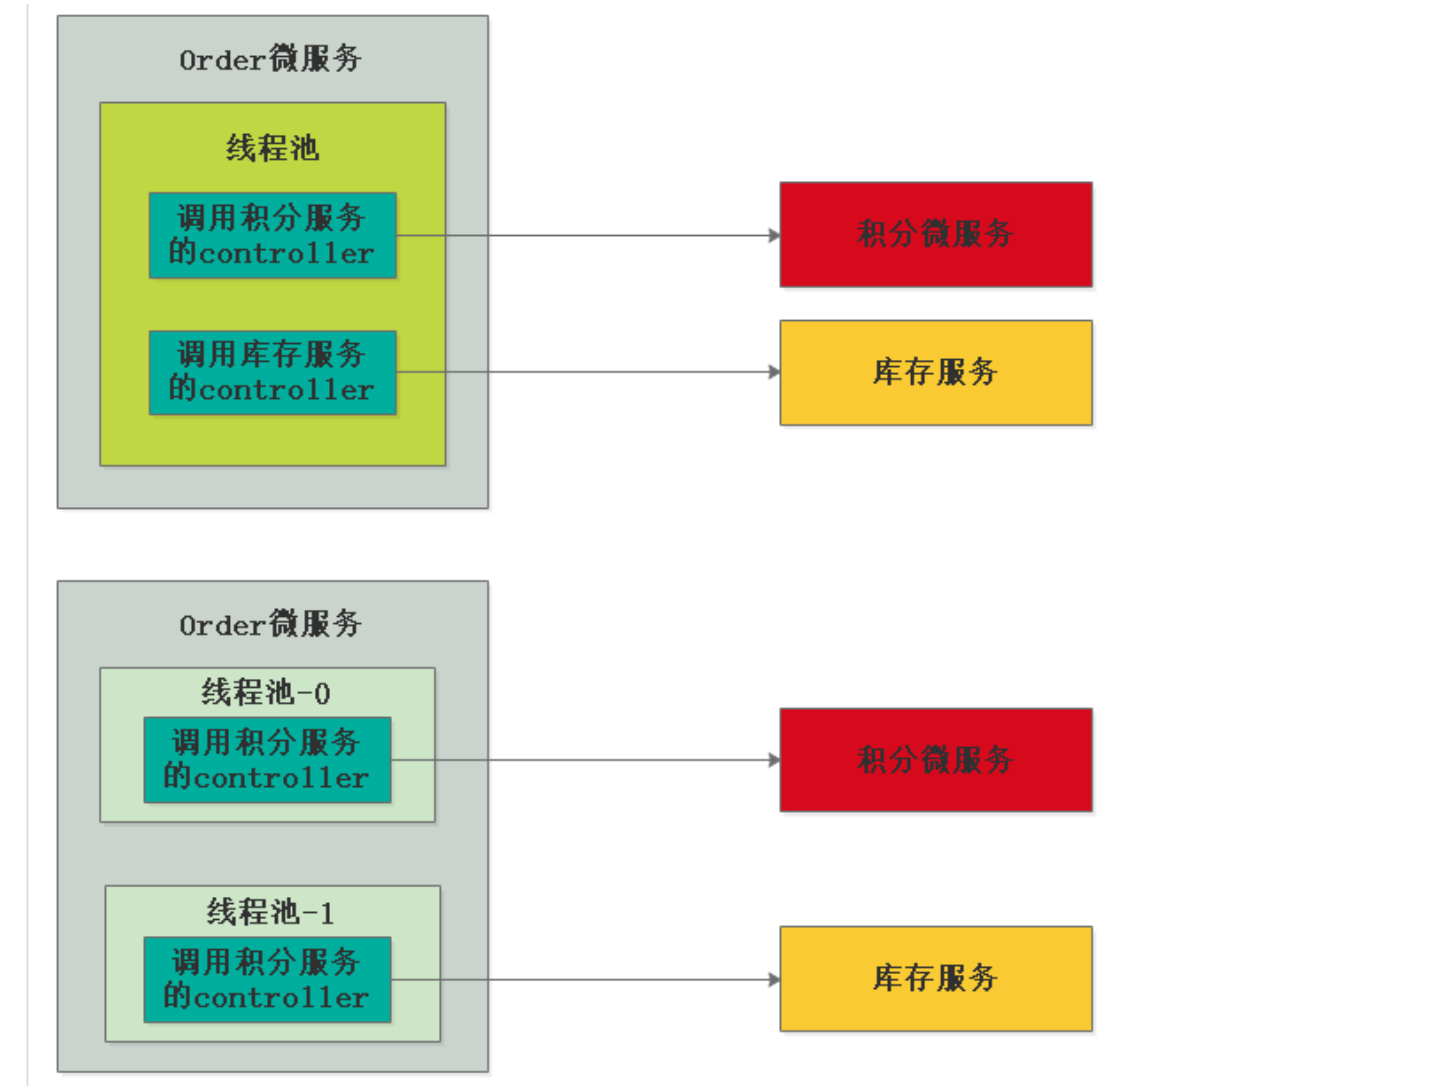 Order微服务
线程池
调用积分服务
的controller
积分微服务
调用库存服务
的controller
库存服务
Order微服务
线程池-0
调用积分服务
的controller
积分微服务
线程池-1
调用积分服务
的controller
库存服务